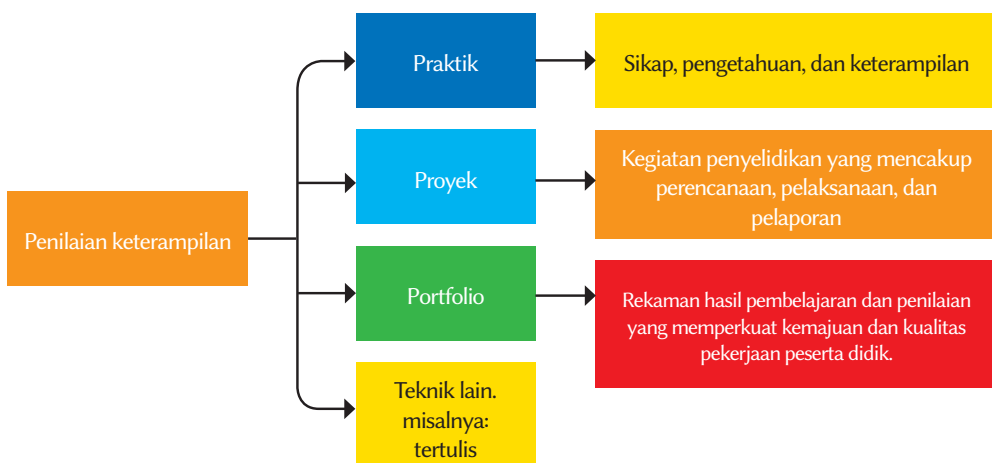 Penilaian keterampilan
Praktik
Sikap, pengetahuan, dan keterampilan
Proyek
Kegiatan penyelidikan yang mencakup
perencanaan, pelaksanaan, dan
pelaporan
Portfolio
Rekaman hasil pembelajaran dan penilaian
yang memperkuat kemajuan dan kualitas
pekerjaan peserta didik.
Teknik lain.
misalnya:
tertulis